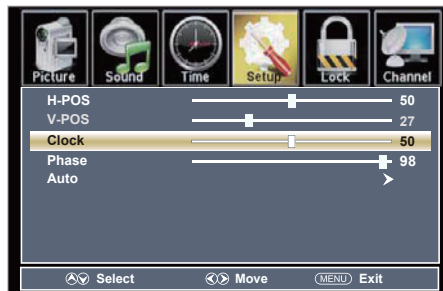 Picture Sound Time Setup Lock Channel
H-POS 50
V-POS 27
Clock 50
Phase 98
Auto
Select Move MENU Exit